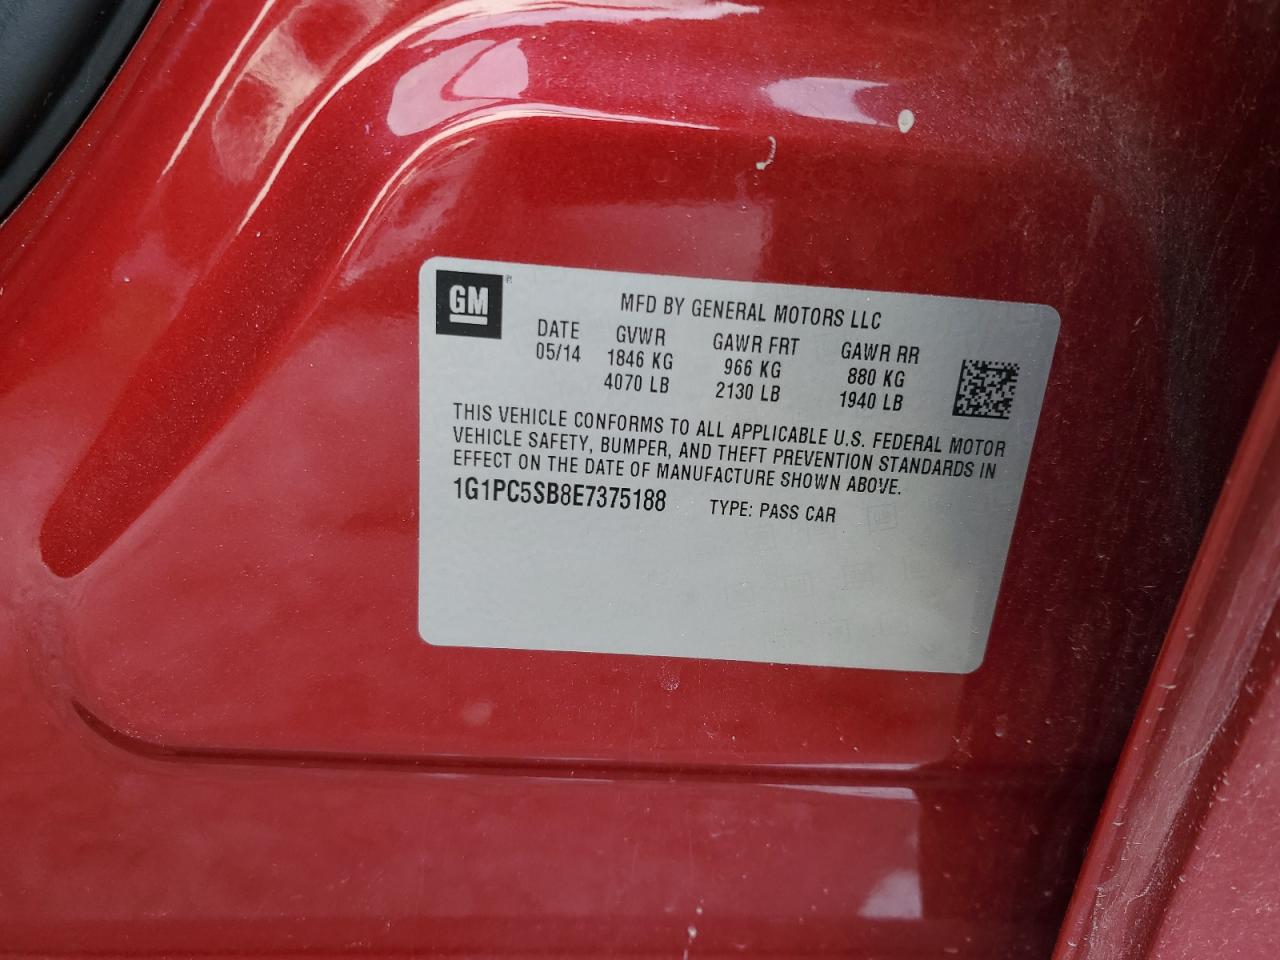 GM®
MFD BY GENERAL MOTORS LLC
DATE GVWR GAWR FRT GAWR RR
05/14 1846 KG 966 KG 880 KG
4070 LB 2130 LB 1940 LB
THIS VEHICLE CONFORMS TO ALL APPLICABLE U.S. FEDERAL MOTOR
VEHICLE SAFETY, BUMPER, AND THEFT PREVENTION STANDARDS IN
EFFECT ON THE DATE OF MANUFACTURE SHOWN ABOVE.
1G1PC5SB8E7375188 TYPE: PASS CAR